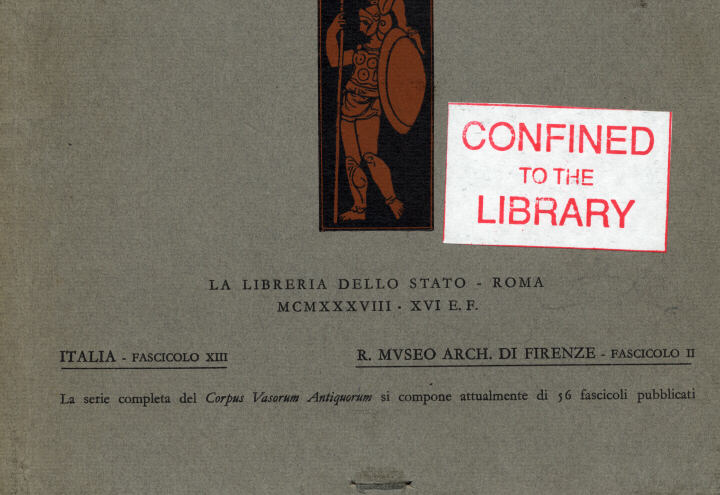 CONFINED
TO THE
LIBRARY
LA LIBRERIA DELLO STATO - ROMA
MCMXXXVIII · XVI E. F.
ITALIA - FASCICOLO XIII
R. MVSEO ARCH. DI FIRENZE - FASCICOLO II
La serie completa del Corpus Vasorum Antiquorum si compone attualmente di 56 fascicoli pubblicati